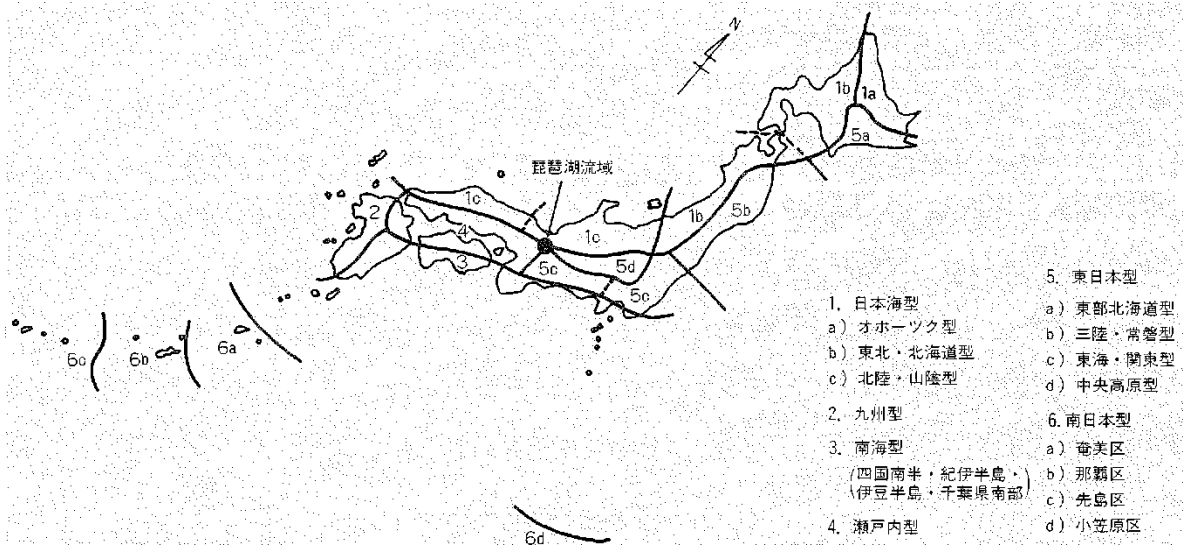 N
1b
1a
5a
琵琶湖流域
2
1c
4
3
5c
1c
5d
5c
1b
5b
6c
6b
6a
6d
1. 日本海型
a) オホーツク型
b) 東北・北海道型
c) 北陸・山陰型
2. 九州型
3. 南海型
(四国南半・紀伊半島・
伊豆半島・千葉県南部)
4. 瀬戸内型
5. 東日本型
a) 東部北海道型
b) 三陸・常磐型
c) 東海・関東型
d) 中央高原型
6. 南日本型
a) 奄美区
b) 那覇区
c) 先島区
d) 小笠原区